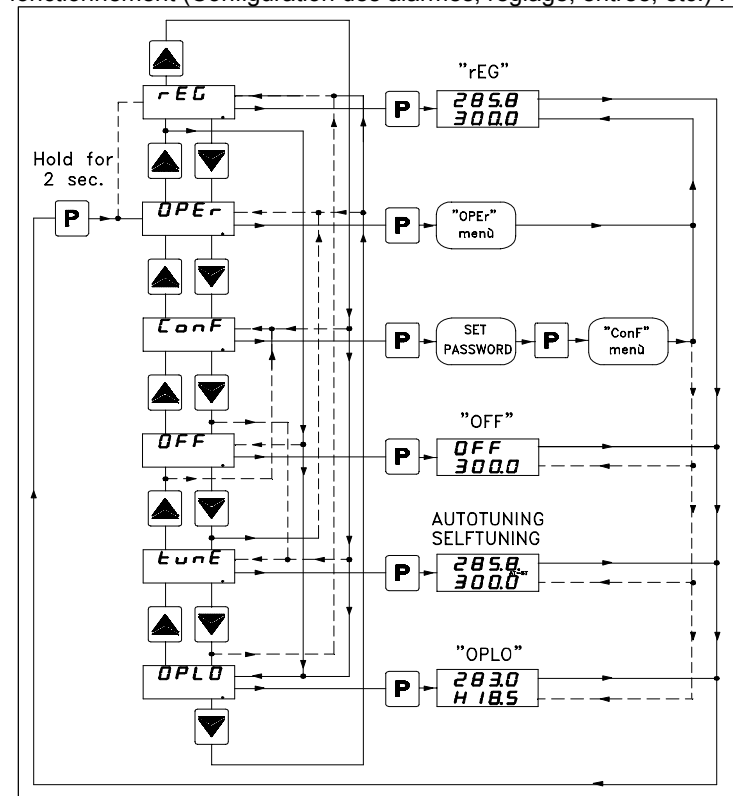 fonctionnement (Configuration des alarmes, réglage, entrée, etc.)
"rEG"
rEG
P
285.8
300.0
Hold for
2 sec.
P
OPEr
P
"OPEr"
menù
ConF
P
SET
PASSWORD
P
"ConF"
menù
"OFF"
OFF
P
OFF
300.0
AUTOTUNING
SELFTUNING
tunE
P
285.8
300.0
"OPLO"
OPLO
P
283.0
H 18.5